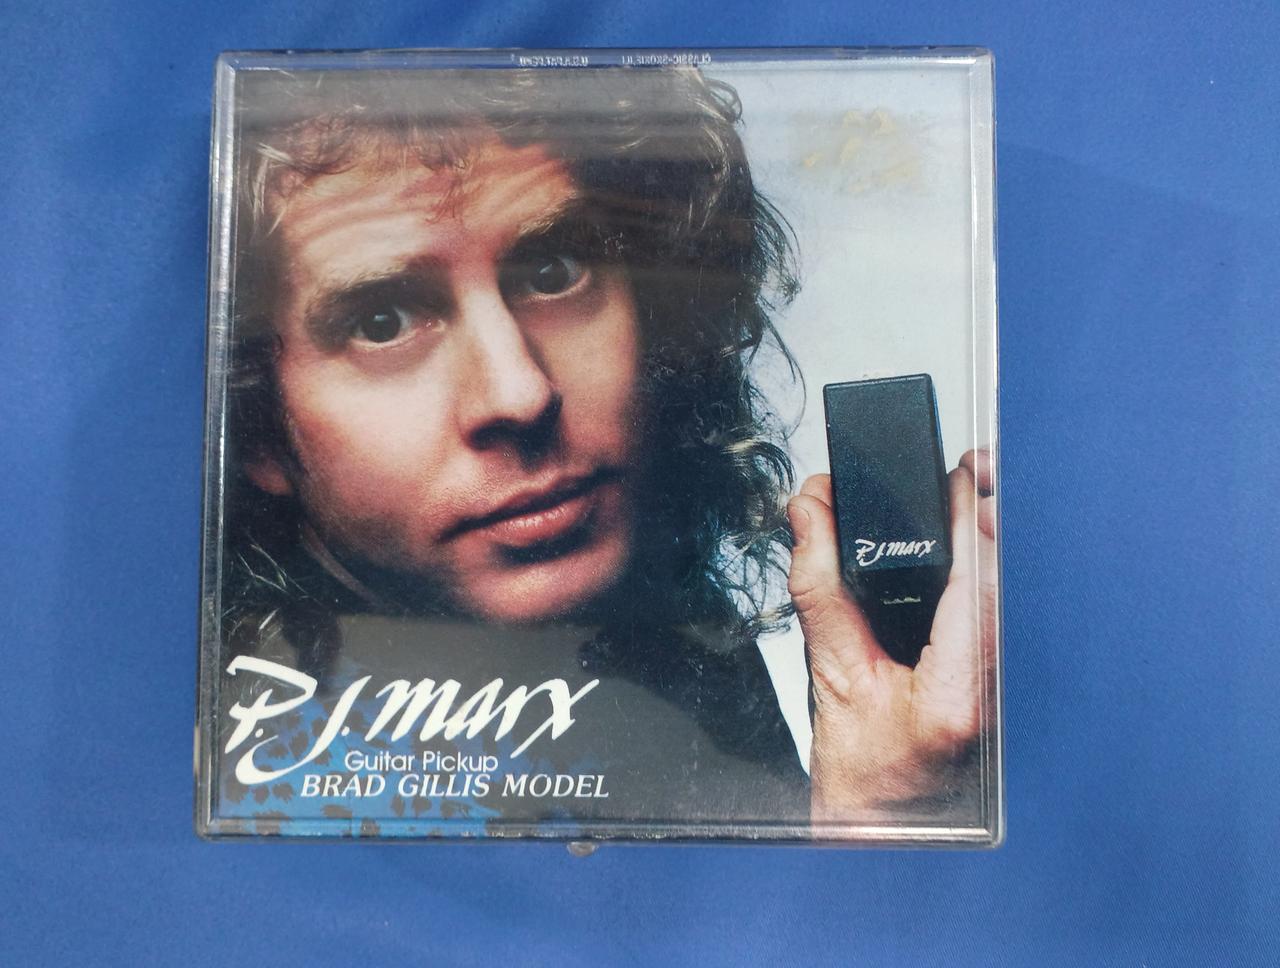 P.J. Marx
P.J. Marx
Guitar Pickup
BRAD GILLIS MODEL